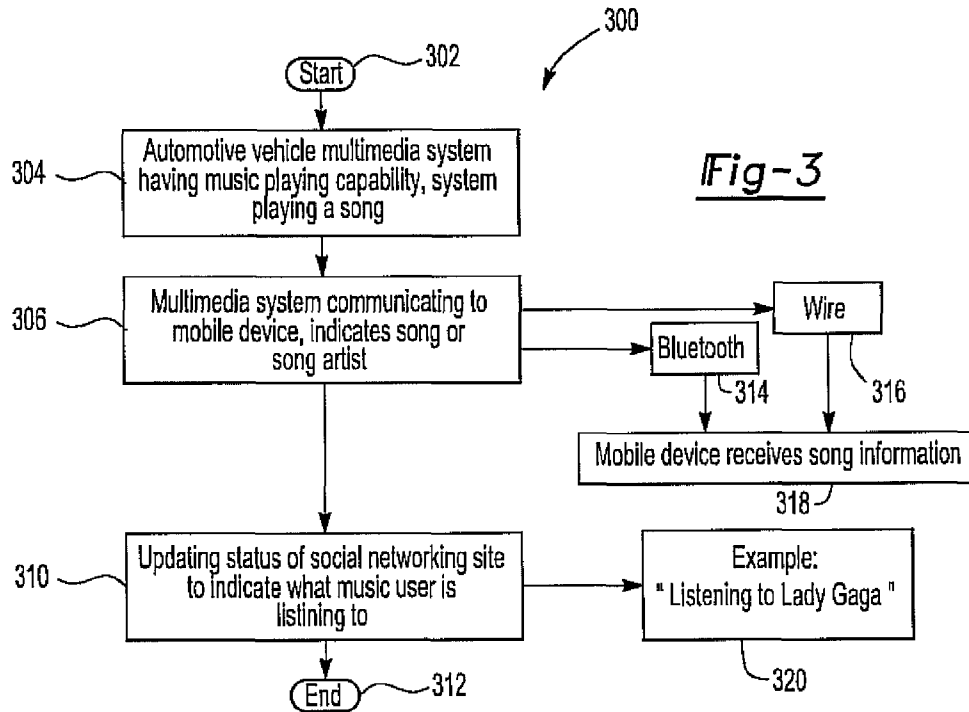 300
Start
302
Fig-3
304
Automotive vehicle multimedia system
having music playing capability, system
playing a song
306
Multimedia system communicating to
mobile device, indicates song or
song artist
Wire
316
Bluetooth
314
Mobile device receives song information
318
310
Updating status of social networking site
to indicate what music user is
listining to
Example:
" Listening to Lady Gaga "
320
End
312